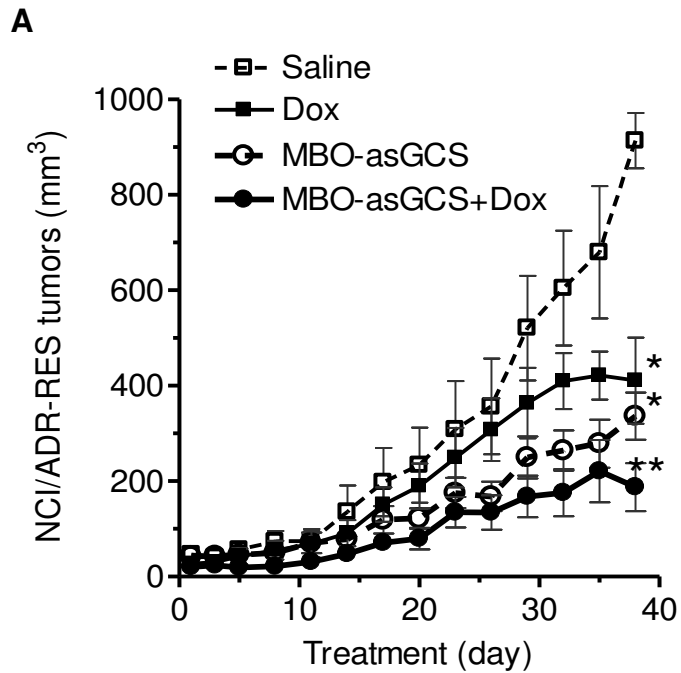 A
Saline
Dox
MBO-asGCS
MBO-asGCS+Dox
1000
800
600
400
200
0
NCI/ADR-RES tumors (mm³)
*
*
**
0 10 20 30 40
Treatment (day)